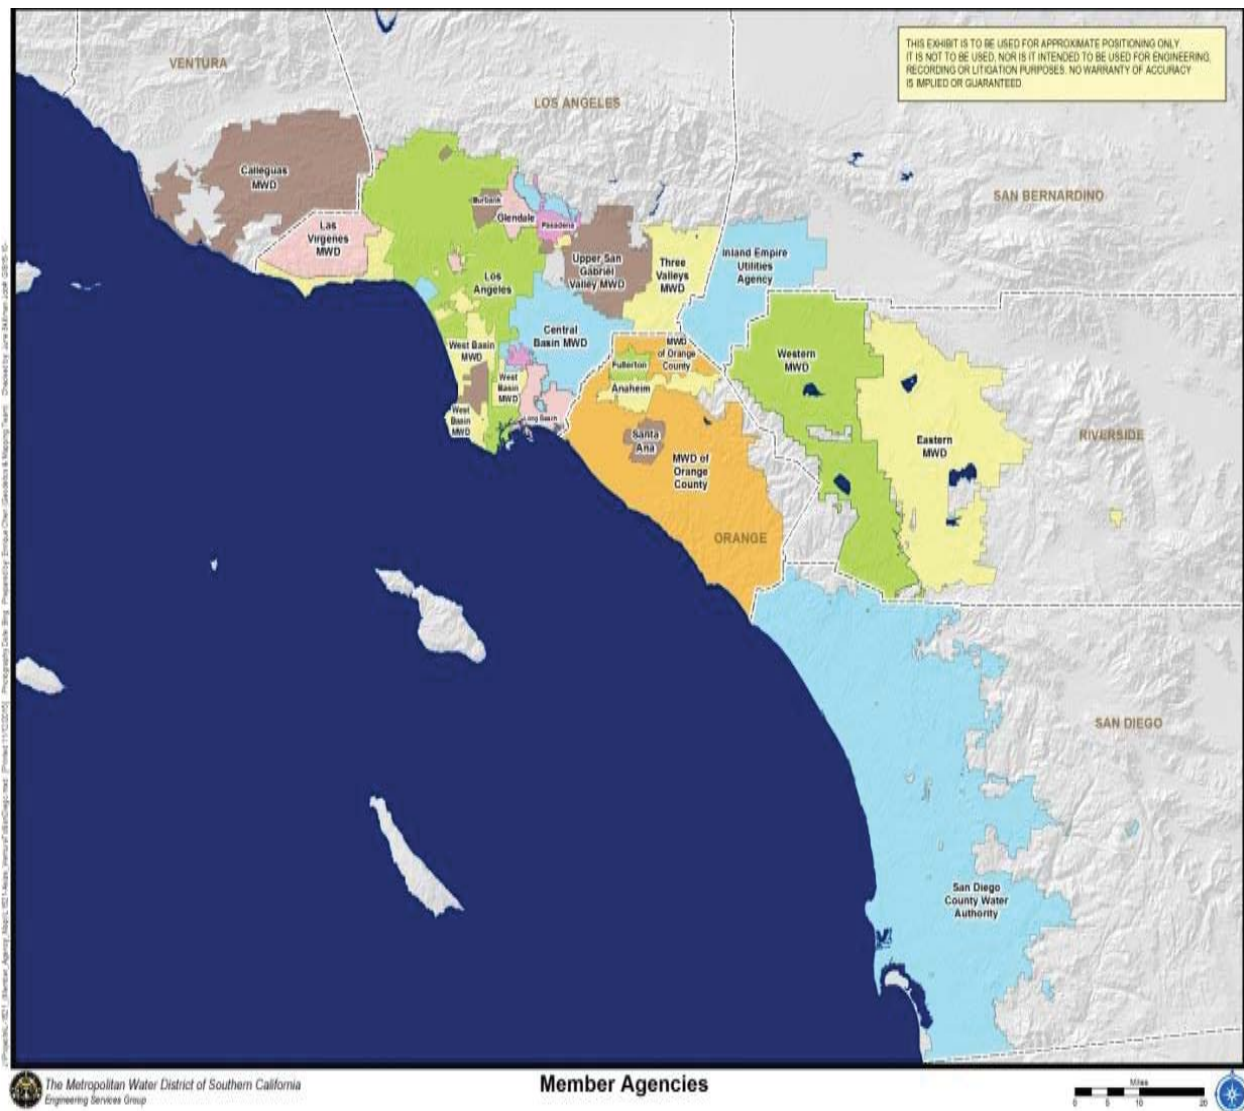 THIS EXHIBIT IS TO BE USED FOR APPROXIMATE POSITIONING ONLY
IT IS NOT TO BE USED, NOR IS IT INTENDED TO BE USED FOR ENGINEERING,
RECORDING OR LITIGATION PURPOSES. NO WARRANTY OF ACCURACY
IS IMPLIED OR GUARANTEED
VENTURA
LOS ANGELES
SAN BERNARDINO
Calleguas
MWD
Las
Virgenes
MWD
Burbank
Glendale
Pasadena
Upper San
Gabriel
Valley MWD
Three
Valleys
MWD
Inland Empire
Utilities
Agency
Los
Angeles
Central
Basin MWD
West Basin
MWD
West
Basin
MWD
West
Basin
MWD
Long Beach
MWD
of Orange
County
Fullerton
Anaheim
Western
MWD
Eastern
MWD
RIVERSIDE
Santa
Ana
MWD of
Orange
County
ORANGE
SAN DIEGO
San Diego
County Water
Authority
The Metropolitan Water District of Southern California
Engineering Services Group
Member Agencies
Miles
0 5 10 20